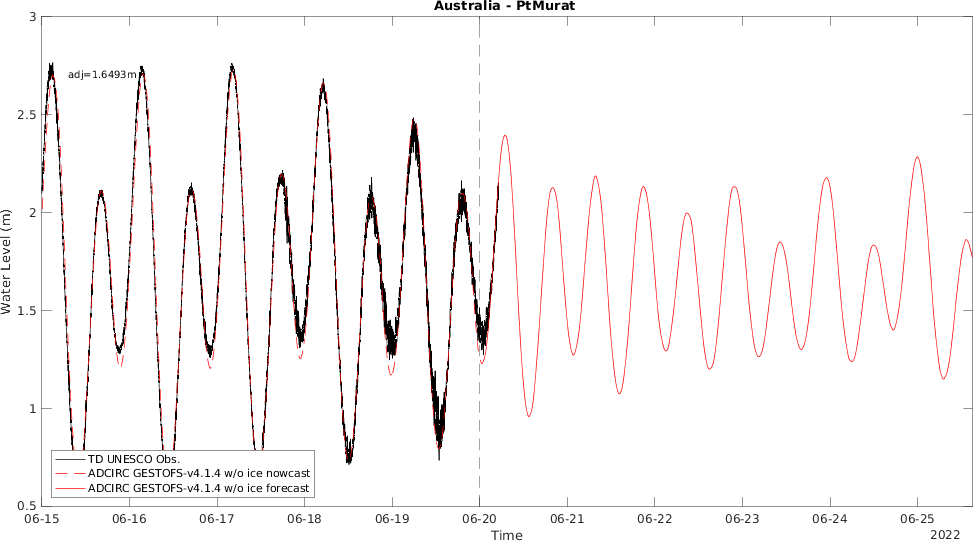 Australia - PtMurat
3
adj=1.6493m
2.5
2
Water Level (m)
1.5
1
TD UNESCO Obs.
ADCIRC GESTOFS-v4.1.4 w/o ice nowcast
ADCIRC GESTOFS-v4.1.4 w/o ice forecast
0.5
06-15 06-16 06-17 06-18 06-19 06-20 06-21 06-22 06-23 06-24 06-25
Time
2022